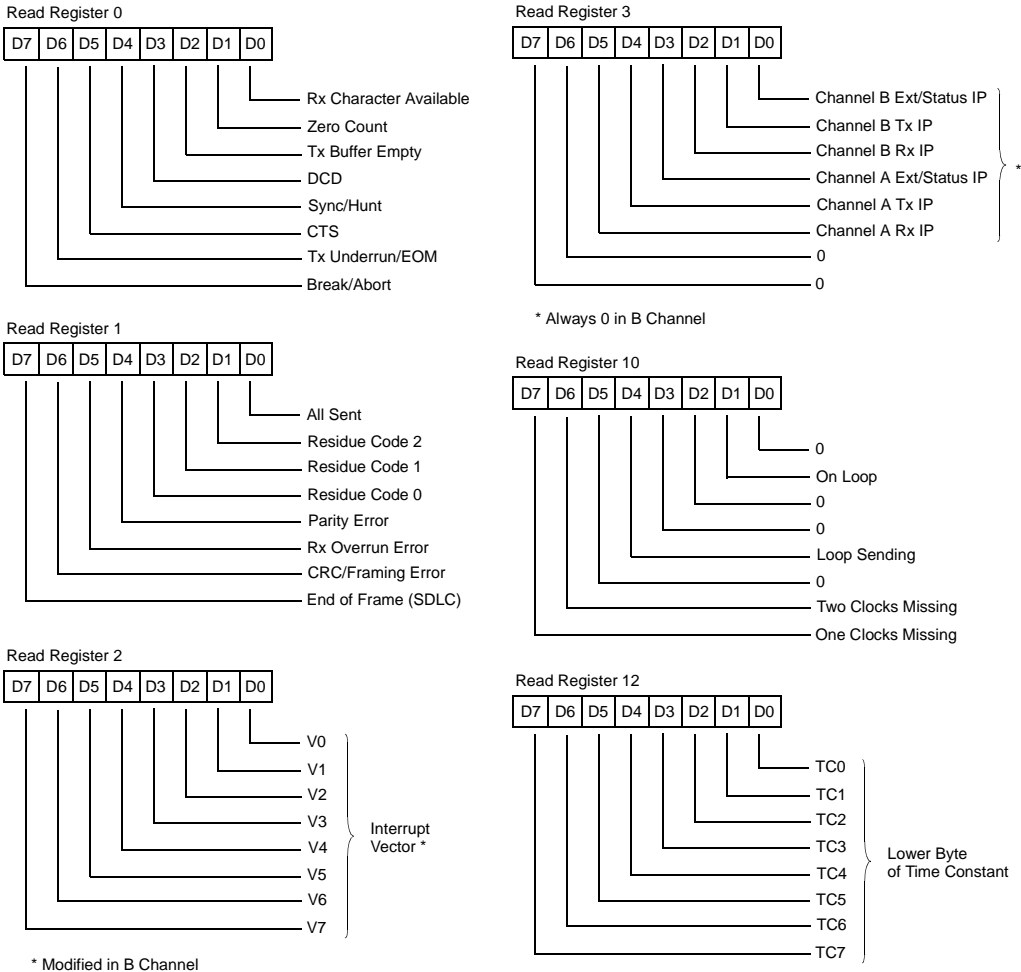 Read Register 0
D7 D6 D5 D4 D3 D2 D1 D0
Rx Character Available
Zero Count
Tx Buffer Empty
DCD
Sync/Hunt
CTS
Tx Underrun/EOM
Break/Abort
Read Register 1
D7 D6 D5 D4 D3 D2 D1 D0
All Sent
Residue Code 2
Residue Code 1
Residue Code 0
Parity Error
Rx Overrun Error
CRC/Framing Error
End of Frame (SDLC)
Read Register 2
D7 D6 D5 D4 D3 D2 D1 D0
V0
V1
V2
V3
V4
V5
V6
V7
Interrupt
Vector *
* Modified in B Channel
Read Register 3
D7 D6 D5 D4 D3 D2 D1 D0
Channel B Ext/Status IP
Channel B Tx IP
Channel B Rx IP
Channel A Ext/Status IP
Channel A Tx IP
Channel A Rx IP
0
0
*
* Always 0 in B Channel
Read Register 10
D7 D6 D5 D4 D3 D2 D1 D0
0
On Loop
0
0
Loop Sending
0
Two Clocks Missing
One Clocks Missing
Read Register 12
D7 D6 D5 D4 D3 D2 D1 D0
TC0
TC1
TC2
TC3
TC4
TC5
TC6
TC7
Lower Byte
of Time Constant